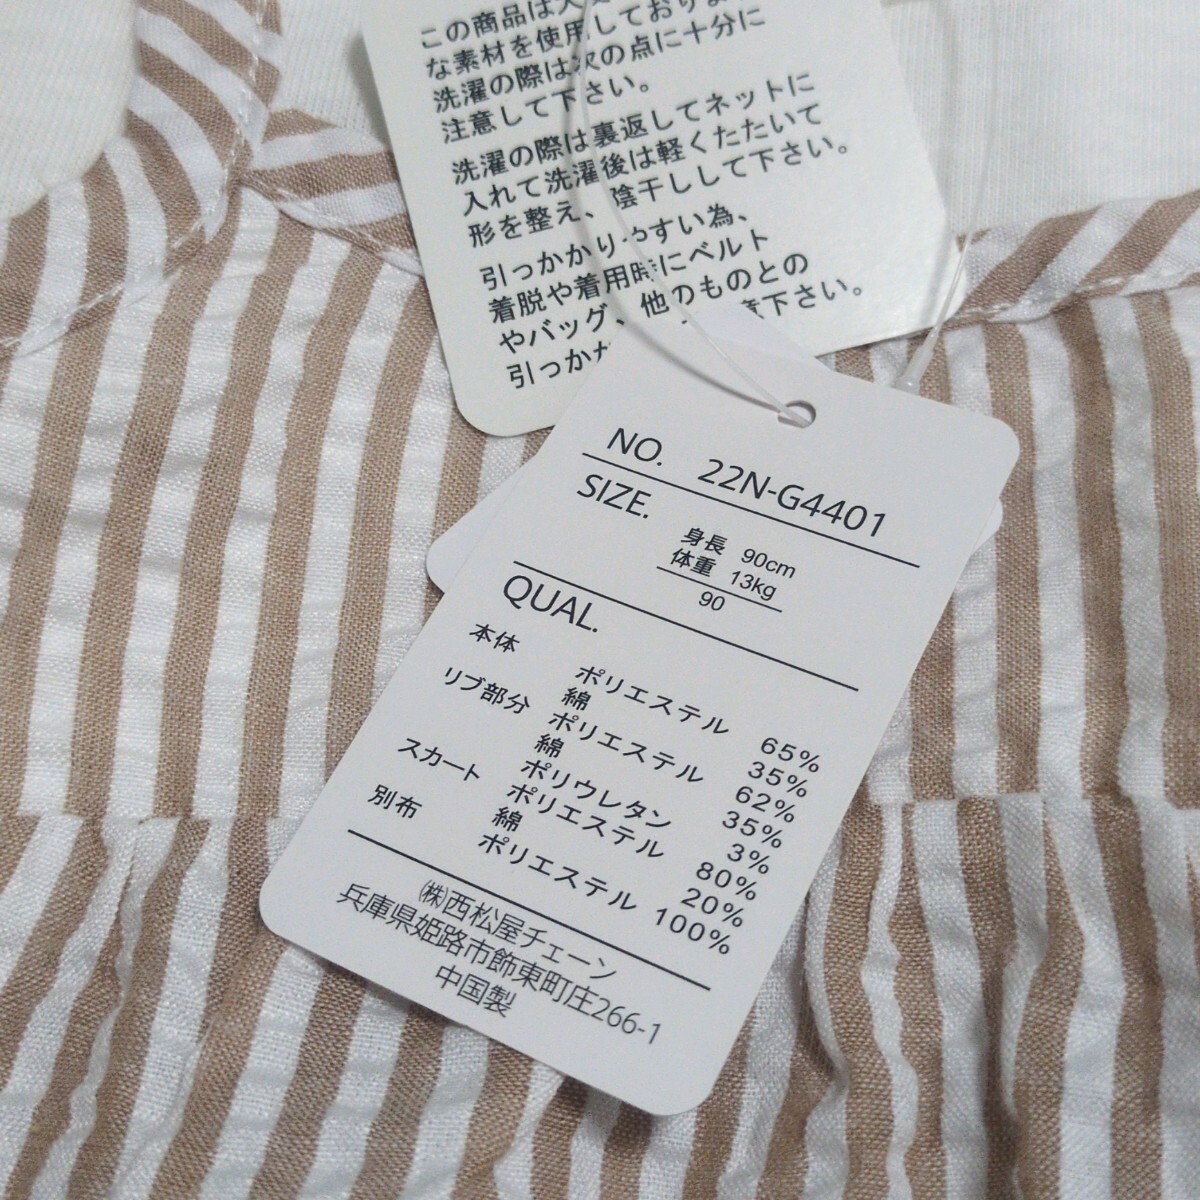 この商品は大
な素材を使用しており
洗濯の際は次の点に十分に
注意して下さい。
洗濯の際は裏返してネットに
入れて洗濯後は軽くたたいて
形を整え、陰干しして下さい。
引っかかりやすい為、
着脱や着用時にベルト
やバッグ、他のものとの
引っかか 意下さい。
NO. 22N-G4401
SIZE.
身長 90cm
体重 13kg
90
QUAL.
本体 ポリエステル 65%
綿 35%
リブ部分 ポリエステル 62%
綿 35%
ポリウレタン 3%
スカート ポリエステル 80%
綿 20%
別布 ポリエステル 100%
㈱西松屋チェーン
兵庫県姫路市飾東町庄266-1
中国製